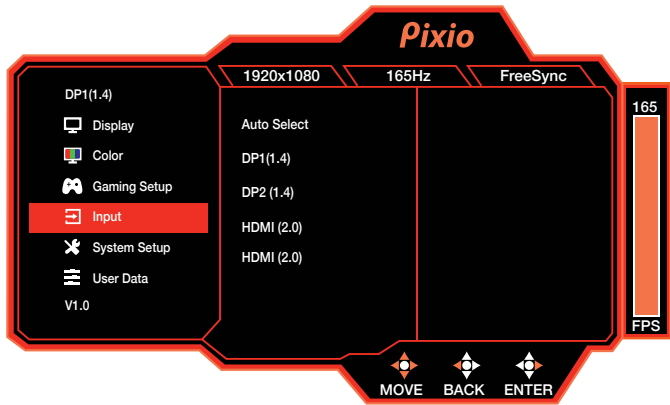 Pixio
1920x1080 165Hz FreeSync
DP1(1.4)
Display
Color
Gaming Setup
Input
System Setup
User Data
V1.0
Auto Select
DP1(1.4)
DP2 (1.4)
HDMI (2.0)
HDMI (2.0)
165
FPS
MOVE BACK ENTER